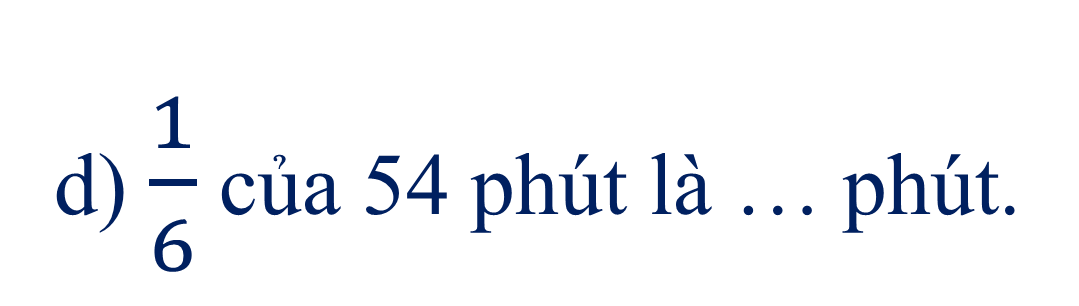 d) 1/6 của 54 phút là … phút.